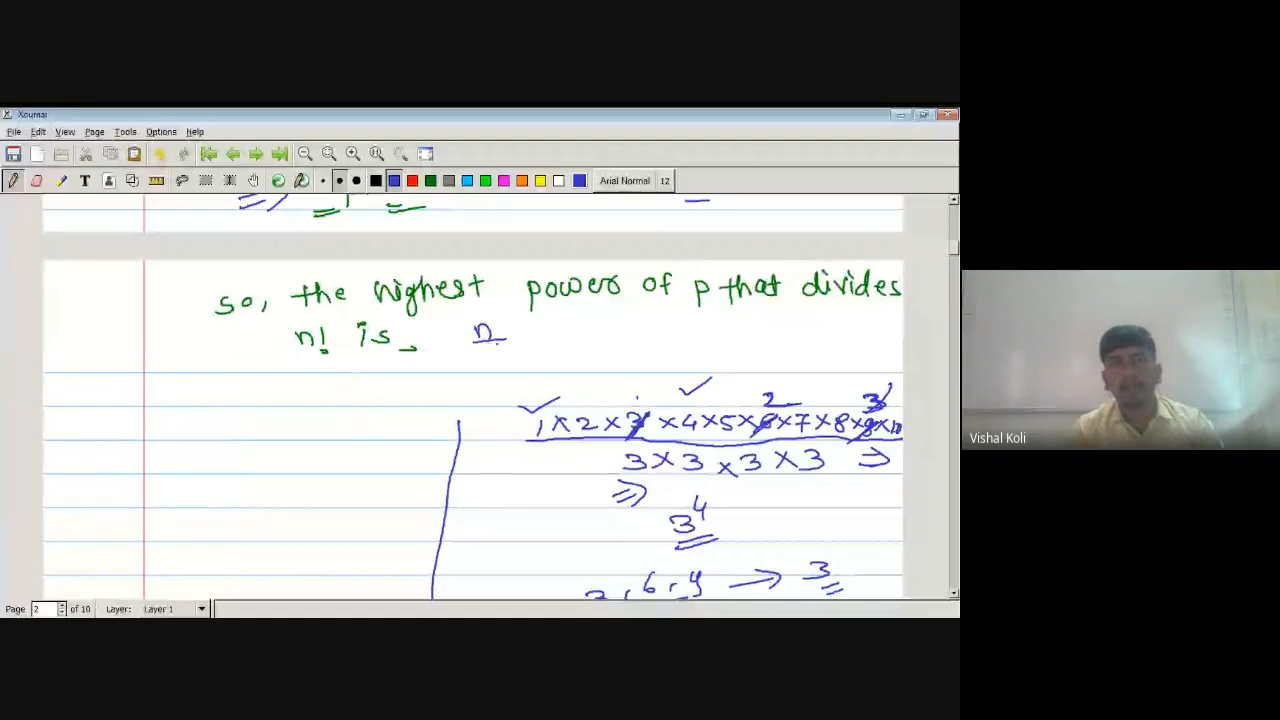 Xournal
File Edit View Page Tools Options Help
Arial Normal 12
so, the highest power of p that divides
n! is n
2 3
1 × 2 × 3 × 4 × 5 × 6 × 7 × 8 × 9 × 10
3 × 3 × 3 × 3 ⇒
⇒
3⁴
3, 6, 9 → 3
Page 2 of 10 Layer: Layer 1
Vishal Koli